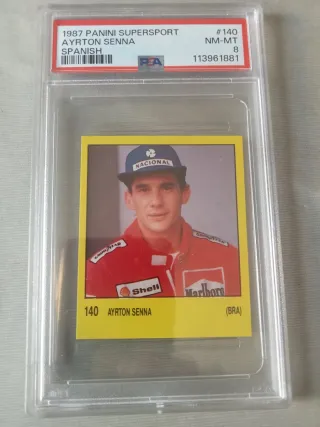 1987 PANINI SUPERSPORT #140
AYRTON SENNA NM-MT
SPANISH 8
PSA 113961881
NACIONAL
Shell
Marlboro
140 AYRTON SENNA (BRA)